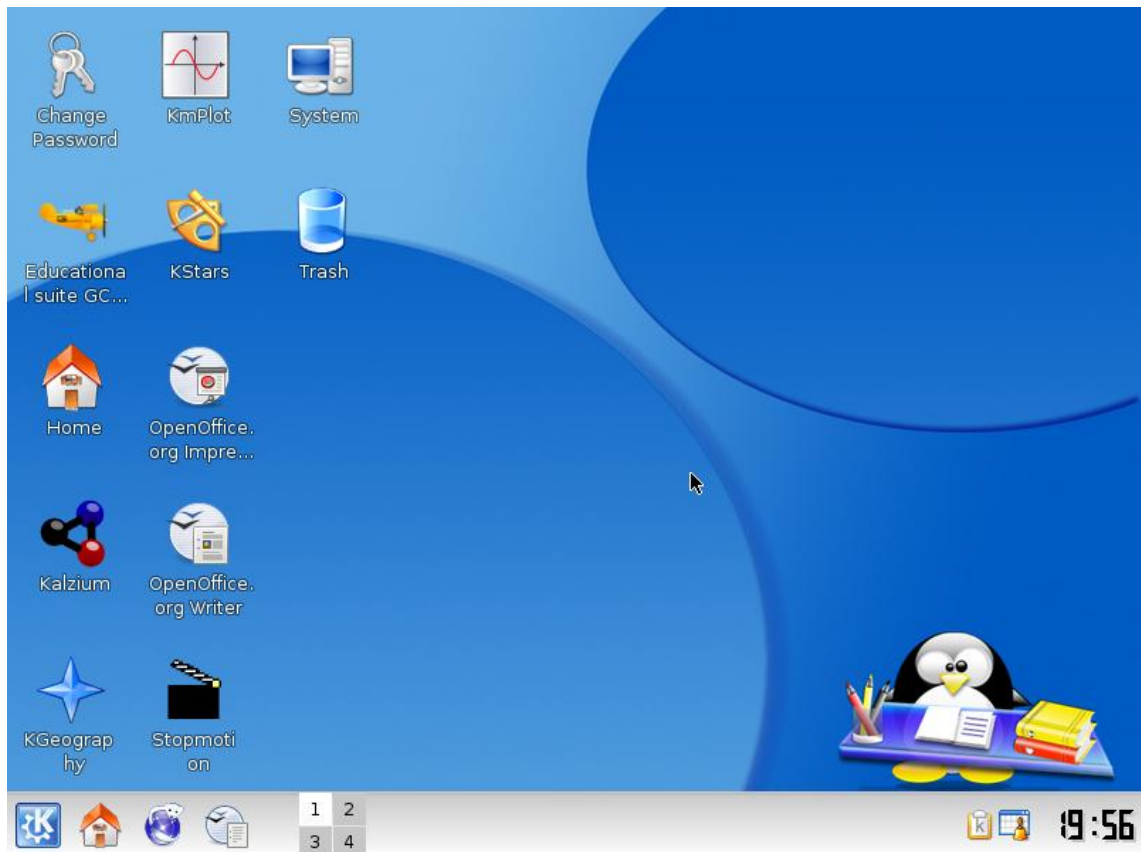 Change
Password
KmPlot
System
Educationa
l suite GC...
KStars
Trash
Home
OpenOffice.
org Impre...
Kalzium
OpenOffice.
org Writer
KGeograp
hy
Stopmoti
on
K
1 2
3 4
K
19:56